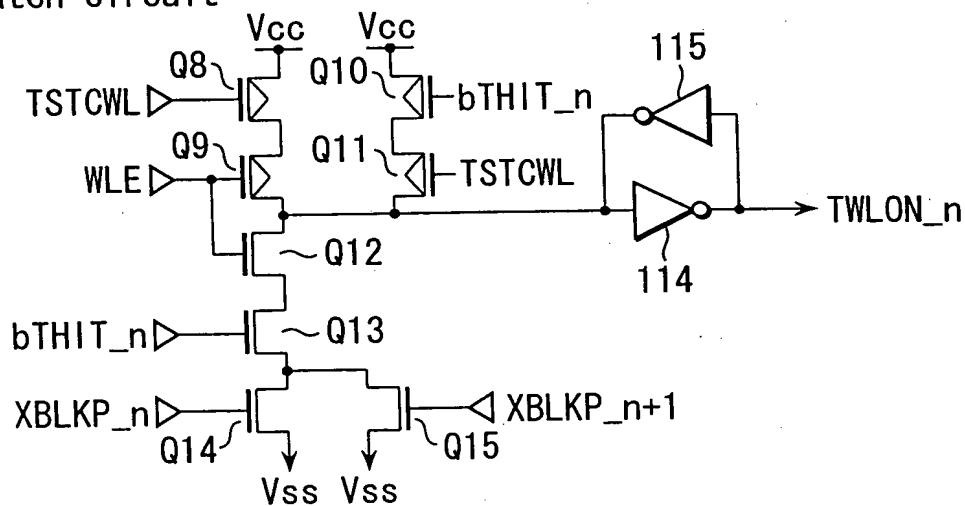 Vcc Vcc
Q8 Q10 115
TSTCWL bTHIT_n
Q9 Q11
WLE TSTCWL
TWLON_n
Q12
114
bTHIT_n Q13
XBLKP_n XBLKP_n+1
Q14 Q15
Vss Vss